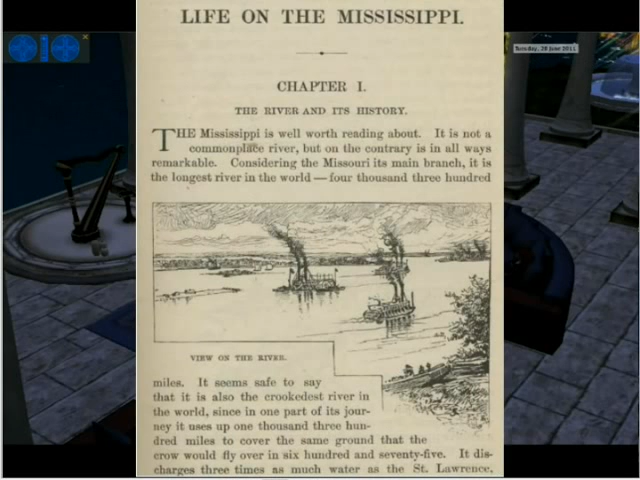 LIFE ON THE MISSISSIPPI.
CHAPTER I.
THE RIVER AND ITS HISTORY.
THE Mississippi is well worth reading about. It is not a
commonplace river, but on the contrary is in all ways
remarkable. Considering the Missouri its main branch, it is
the longest river in the world — four thousand three hundred
VIEW ON THE RIVER.
miles. It seems safe to say
that it is also the crookedest river in
the world, since in one part of its jour-
ney it uses up one thousand three hun-
dred miles to cover the same ground that the
crow would fly over in six hundred and seventy-five. It dis-
charges three times as much water as the St. Lawrence,
Tuesday, 28 June 2011